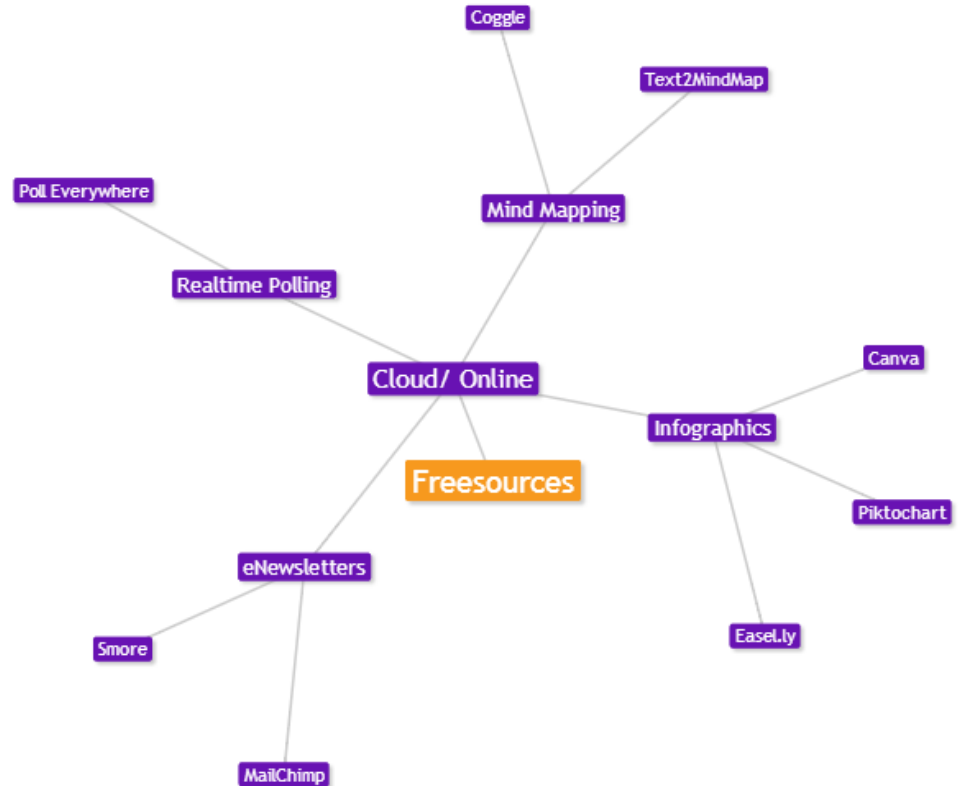 Coggle
Text2MindMap
Poll Everywhere
Mind Mapping
Realtime Polling
Canva
Cloud/ Online
Infographics
Freesources
Piktochart
eNewsletters
Easel.ly
Smore
MailChimp